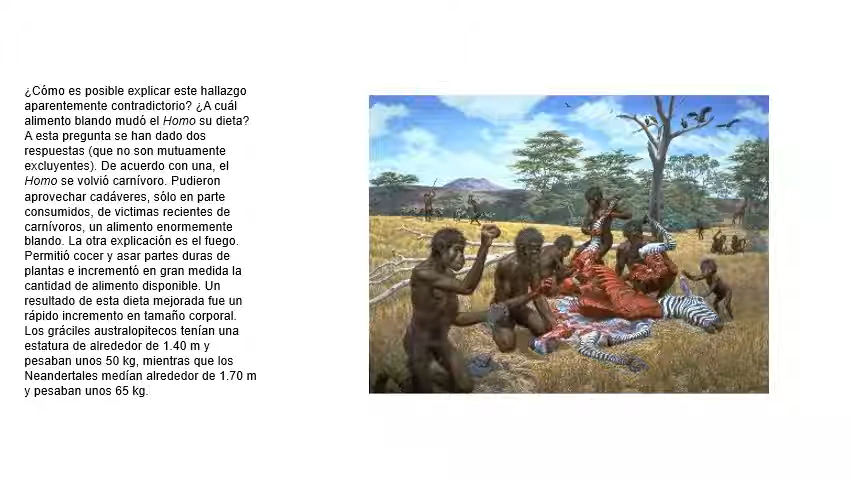 ¿Cómo es posible explicar este hallazgo
aparentemente contradictorio? ¿A cuál
alimento blando mudó el Homo su dieta?
A esta pregunta se han dado dos
respuestas (que no son mutuamente
excluyentes). De acuerdo con una, el
Homo se volvió carnívoro. Pudieron
aprovechar cadáveres, sólo en parte
consumidos, de victimas recientes de
carnívoros, un alimento enormemente
blando. La otra explicación es el fuego.
Permitió cocer y asar partes duras de
plantas e incrementó en gran medida la
cantidad de alimento disponible. Un
resultado de esta dieta mejorada fue un
rápido incremento en tamaño corporal.
Los gráciles australopitecos tenían una
estatura de alrededor de 1.40 m y
pesaban unos 50 kg, mientras que los
Neandertales medían alrededor de 1.70 m
y pesaban unos 65 kg.